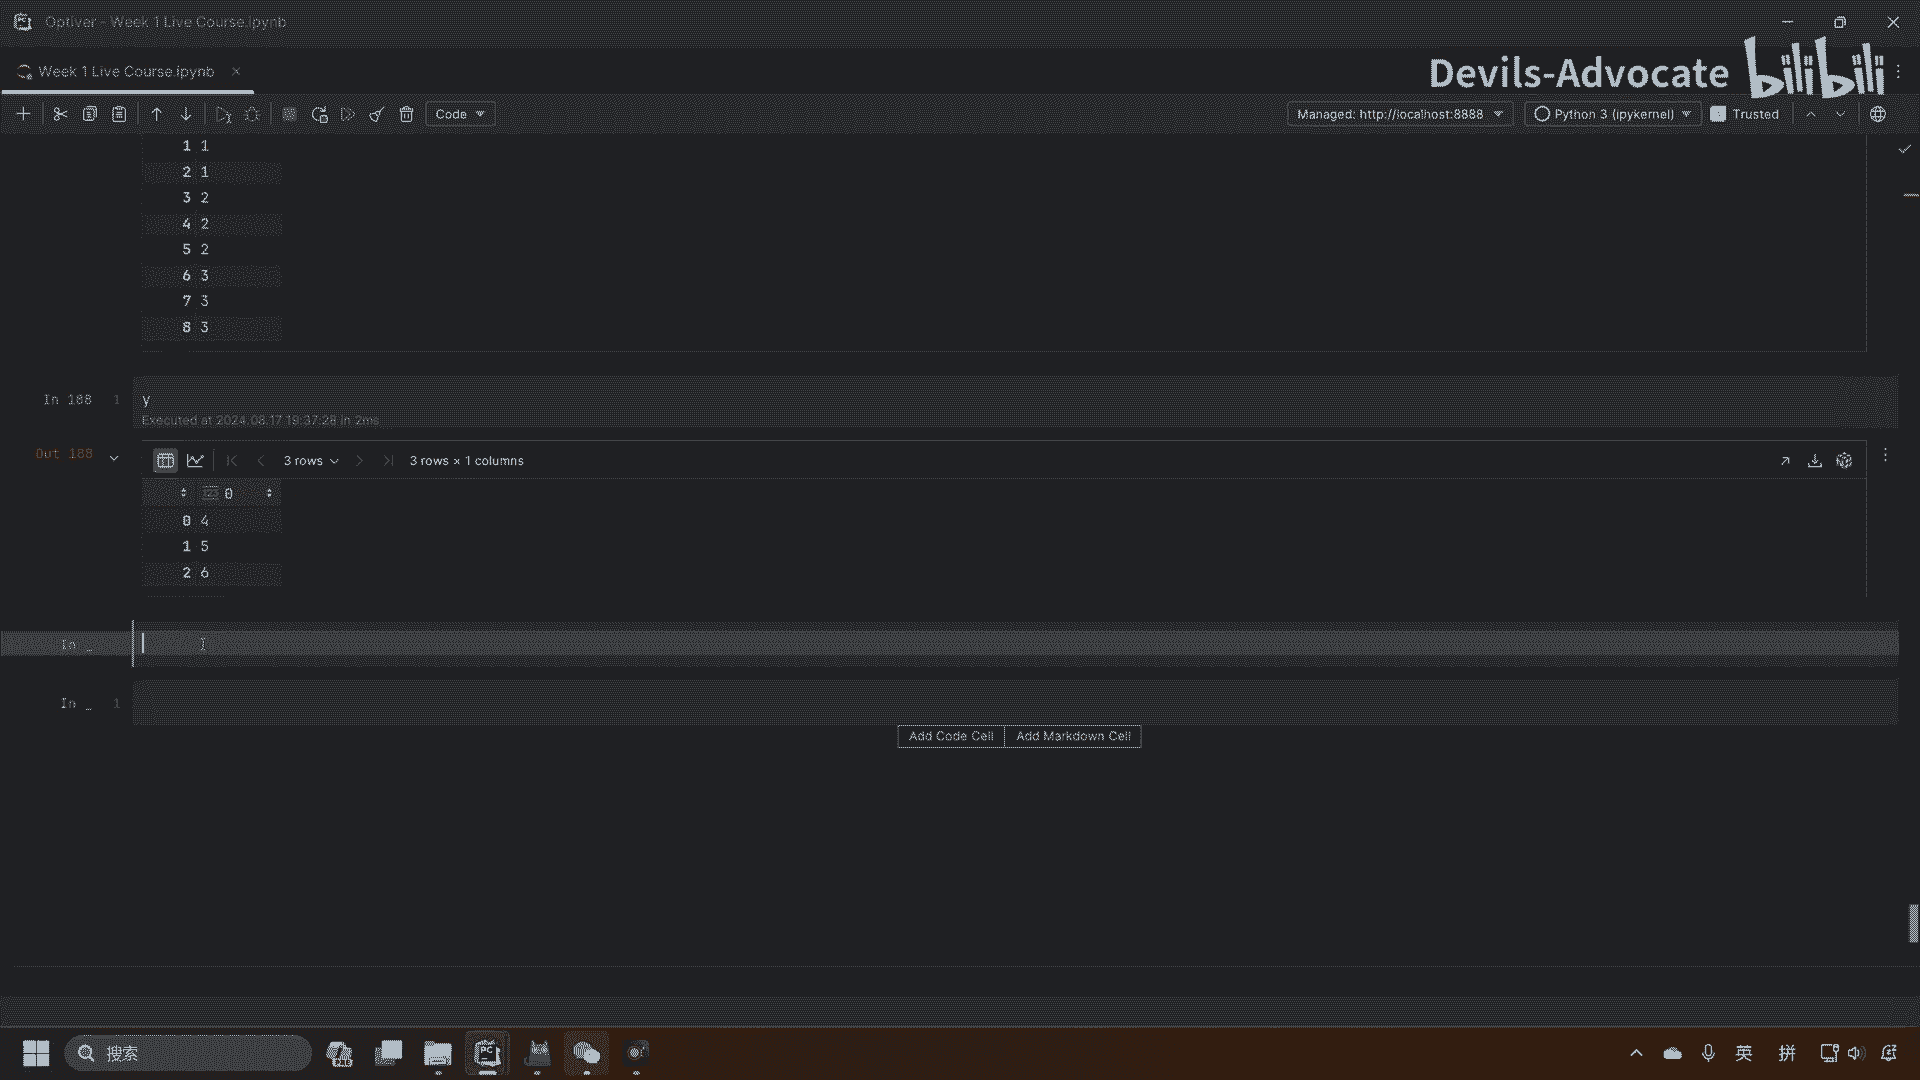 Optiver - Week 1 Live Course.ipynb
Week 1 Live Course.ipynb
Devils-Advocate bilibili
Code
Managed: http://localhost:8888
Python 3 (ipykernel)
Trusted
1 1
2 1
3 2
4 2
5 2
6 3
7 3
8 3
In 188 1 y
Executed at 2024.08.17 19:37:28 in 2ms
Out 188
3 rows
3 rows × 1 columns
123 0
0 4
1 5
2 6
In _
In _ 1
Add Code Cell
Add Markdown Cell
搜索
PC
英
拼